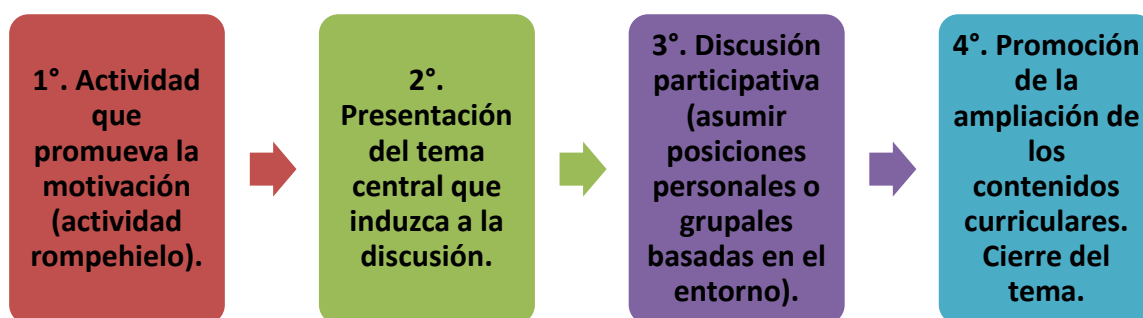 1°. Actividad
que
promueva la
motivación
(actividad
rompehielo).
2°.
Presentación
del tema
central que
induzca a la
discusión.
3°. Discusión
participativa
(asumir
posiciones
personales o
grupales
basadas en el
entorno).
4°. Promoción
de la
ampliación de
los
contenidos
curriculares.
Cierre del
tema.